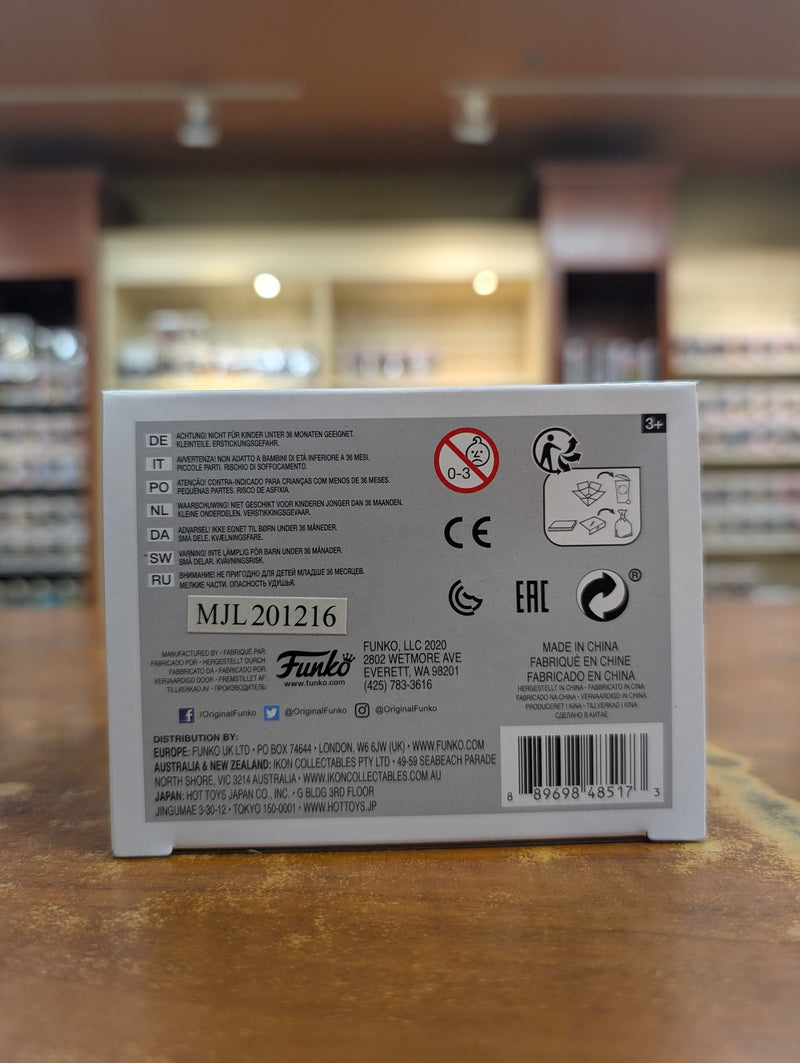 3+
DE ACHTUNG! NICHT FÜR KINDER UNTER 36 MONATEN GEEIGNET.
KLEINTEILE. ERSTICKUNGSGEFAHR.
IT AVVERTENZA! NON ADATTO A BAMBINI DI ETÀ INFERIORE A 36 MESI.
PICCOLE PARTI. RISCHIO DI SOFFOCAMENTO.
PO ATENÇÃO! CONTRA-INDICADO PARA CRIANÇAS COM MENOS DE 36 MESES.
PEQUENAS PARTES. RISCO DE ASFIXIA.
NL WAARSCHUWING! NIET GESCHIKT VOOR KINDEREN JONGER DAN 36 MAANDEN.
KLEINE ONDERDELEN. VERSTIKKINGSGEVAAR.
DA ADVARSEL! IKKE EGNET TIL BØRN UNDER 36 MÅNEDER.
SMÅ DELE. KVÆLNINGSFARE.
SW VARNING! INTE LÄMPLIG FÖR BARN UNDER 36 MÅNADER.
SMÅ DELAR. KVÄVNINGSRISK.
RU ВНИМАНИЕ! НЕ ПРИГОДНО ДЛЯ ДЕТЕЙ МЛАДШЕ 36 МЕСЯЦЕВ.
МЕЛКИЕ ЧАСТИ. ОПАСНОСТЬ УДУШЬЯ.
0-3
CE
EAC
®
MJL201216
MANUFACTURED BY • FABRIQUÉ PAR:
FABRICADO POR • HERGESTELLT DURCH:
FABBRICATO DA • FABRICADO POR:
VERVAARDIGD DOOR • FREMSTILLET AF:
TILLVERKAD AV • ПРОИЗВОДИТЕЛЬ:
Funko
www.funko.com
FUNKO, LLC 2020
2802 WETMORE AVE
EVERETT, WA 98201
(425) 783-3616
MADE IN CHINA
FABRIQUÉ EN CHINE
FABRICADO EN CHINA
HERGESTELLT IN CHINA • FABBRICATO IN CINA
FABRICADO NA CHINA • VERVAARDIGD IN CHINA.
PRODUCERET I KINA • TILLVERKAD I KINA.
СДЕЛАНО В КИТАЕ
/OriginalFunko @OriginalFunko @OriginalFunko
DISTRIBUTION BY:
EUROPE: FUNKO UK LTD • PO BOX 74644 • LONDON, W6 6JW (UK) • WWW.FUNKO.COM
AUSTRALIA & NEW ZEALAND: IKON COLLECTABLES PTY LTD • 49-59 SEABEACH PARADE
NORTH SHORE, VIC 3214 AUSTRALIA • WWW.IKONCOLLECTABLES.COM.AU
JAPAN: HOT TOYS JAPAN CO., INC. • G BLDG 3RD FLOOR
JINGUMAE 3-30-12 • TOKYO 150-0001 • WWW.HOTTOYS.JP
8 89698 48517 3